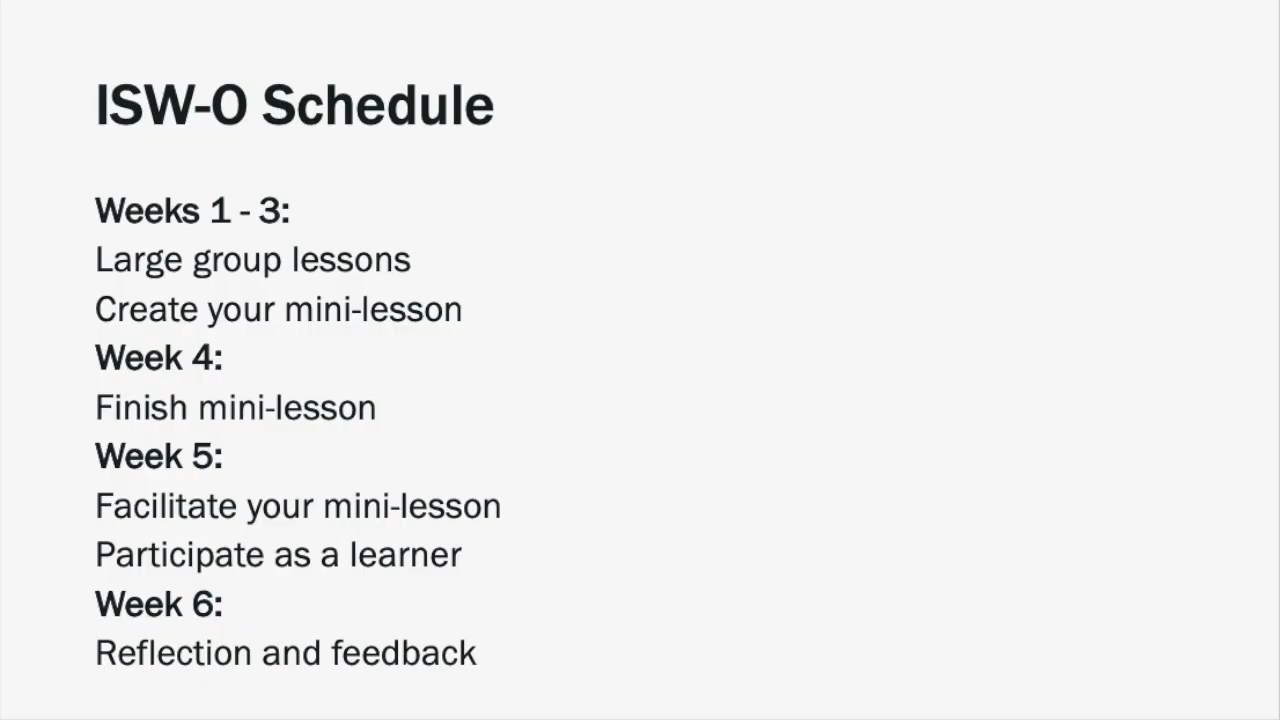 ISW-O Schedule
Weeks 1 - 3:
Large group lessons
Create your mini-lesson
Week 4:
Finish mini-lesson
Week 5:
Facilitate your mini-lesson
Participate as a learner
Week 6:
Reflection and feedback